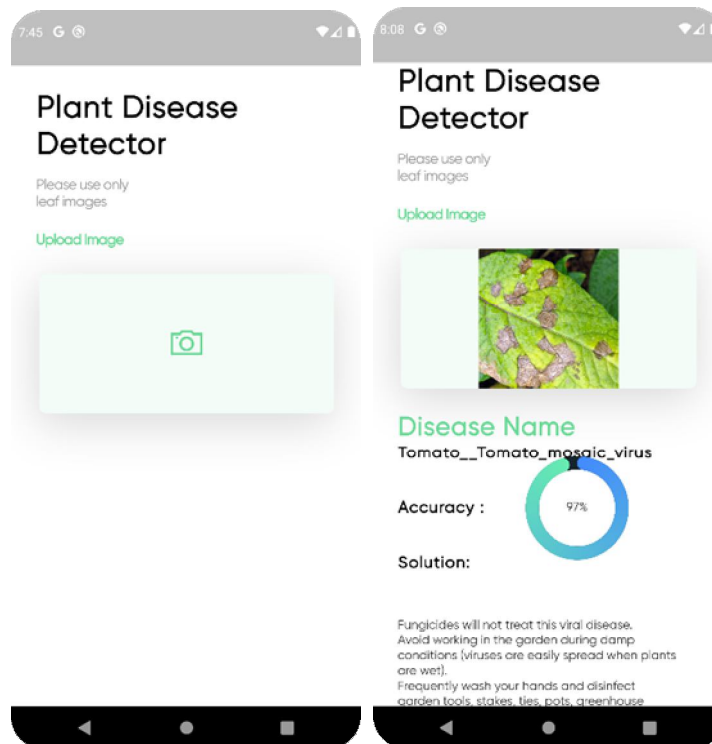 7:45 G
Plant Disease
Detector
Please use only
leaf images
Upload Image
8:08 G
Plant Disease
Detector
Please use only
leaf images
Upload Image
Disease Name
Tomato__Tomato_mosaic_virus
Accuracy :
97%
Solution:
Fungicides will not treat this viral disease.
Avoid working in the garden during damp
conditions (viruses are easily spread when plants
are wet).
Frequently wash your hands and disinfect
garden tools, stakes, ties, pots, greenhouse